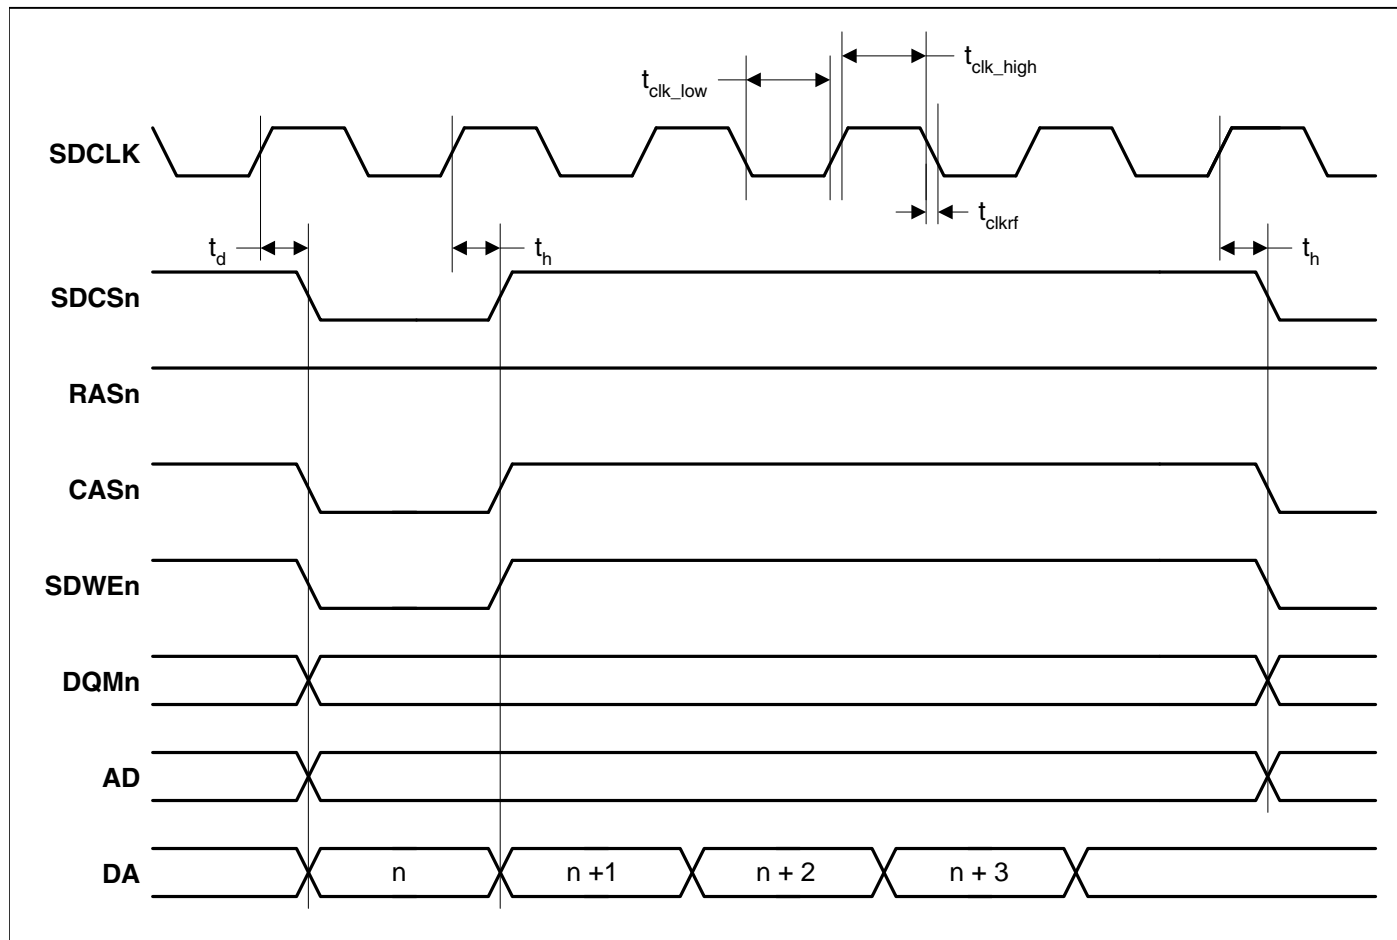 t_clk_high
t_clk_low
SDCLK
t_clkrf
t_d
t_h
t_h
SDCSn
RASn
CASn
SDWEn
DQMn
AD
DA n n +1 n + 2 n + 3